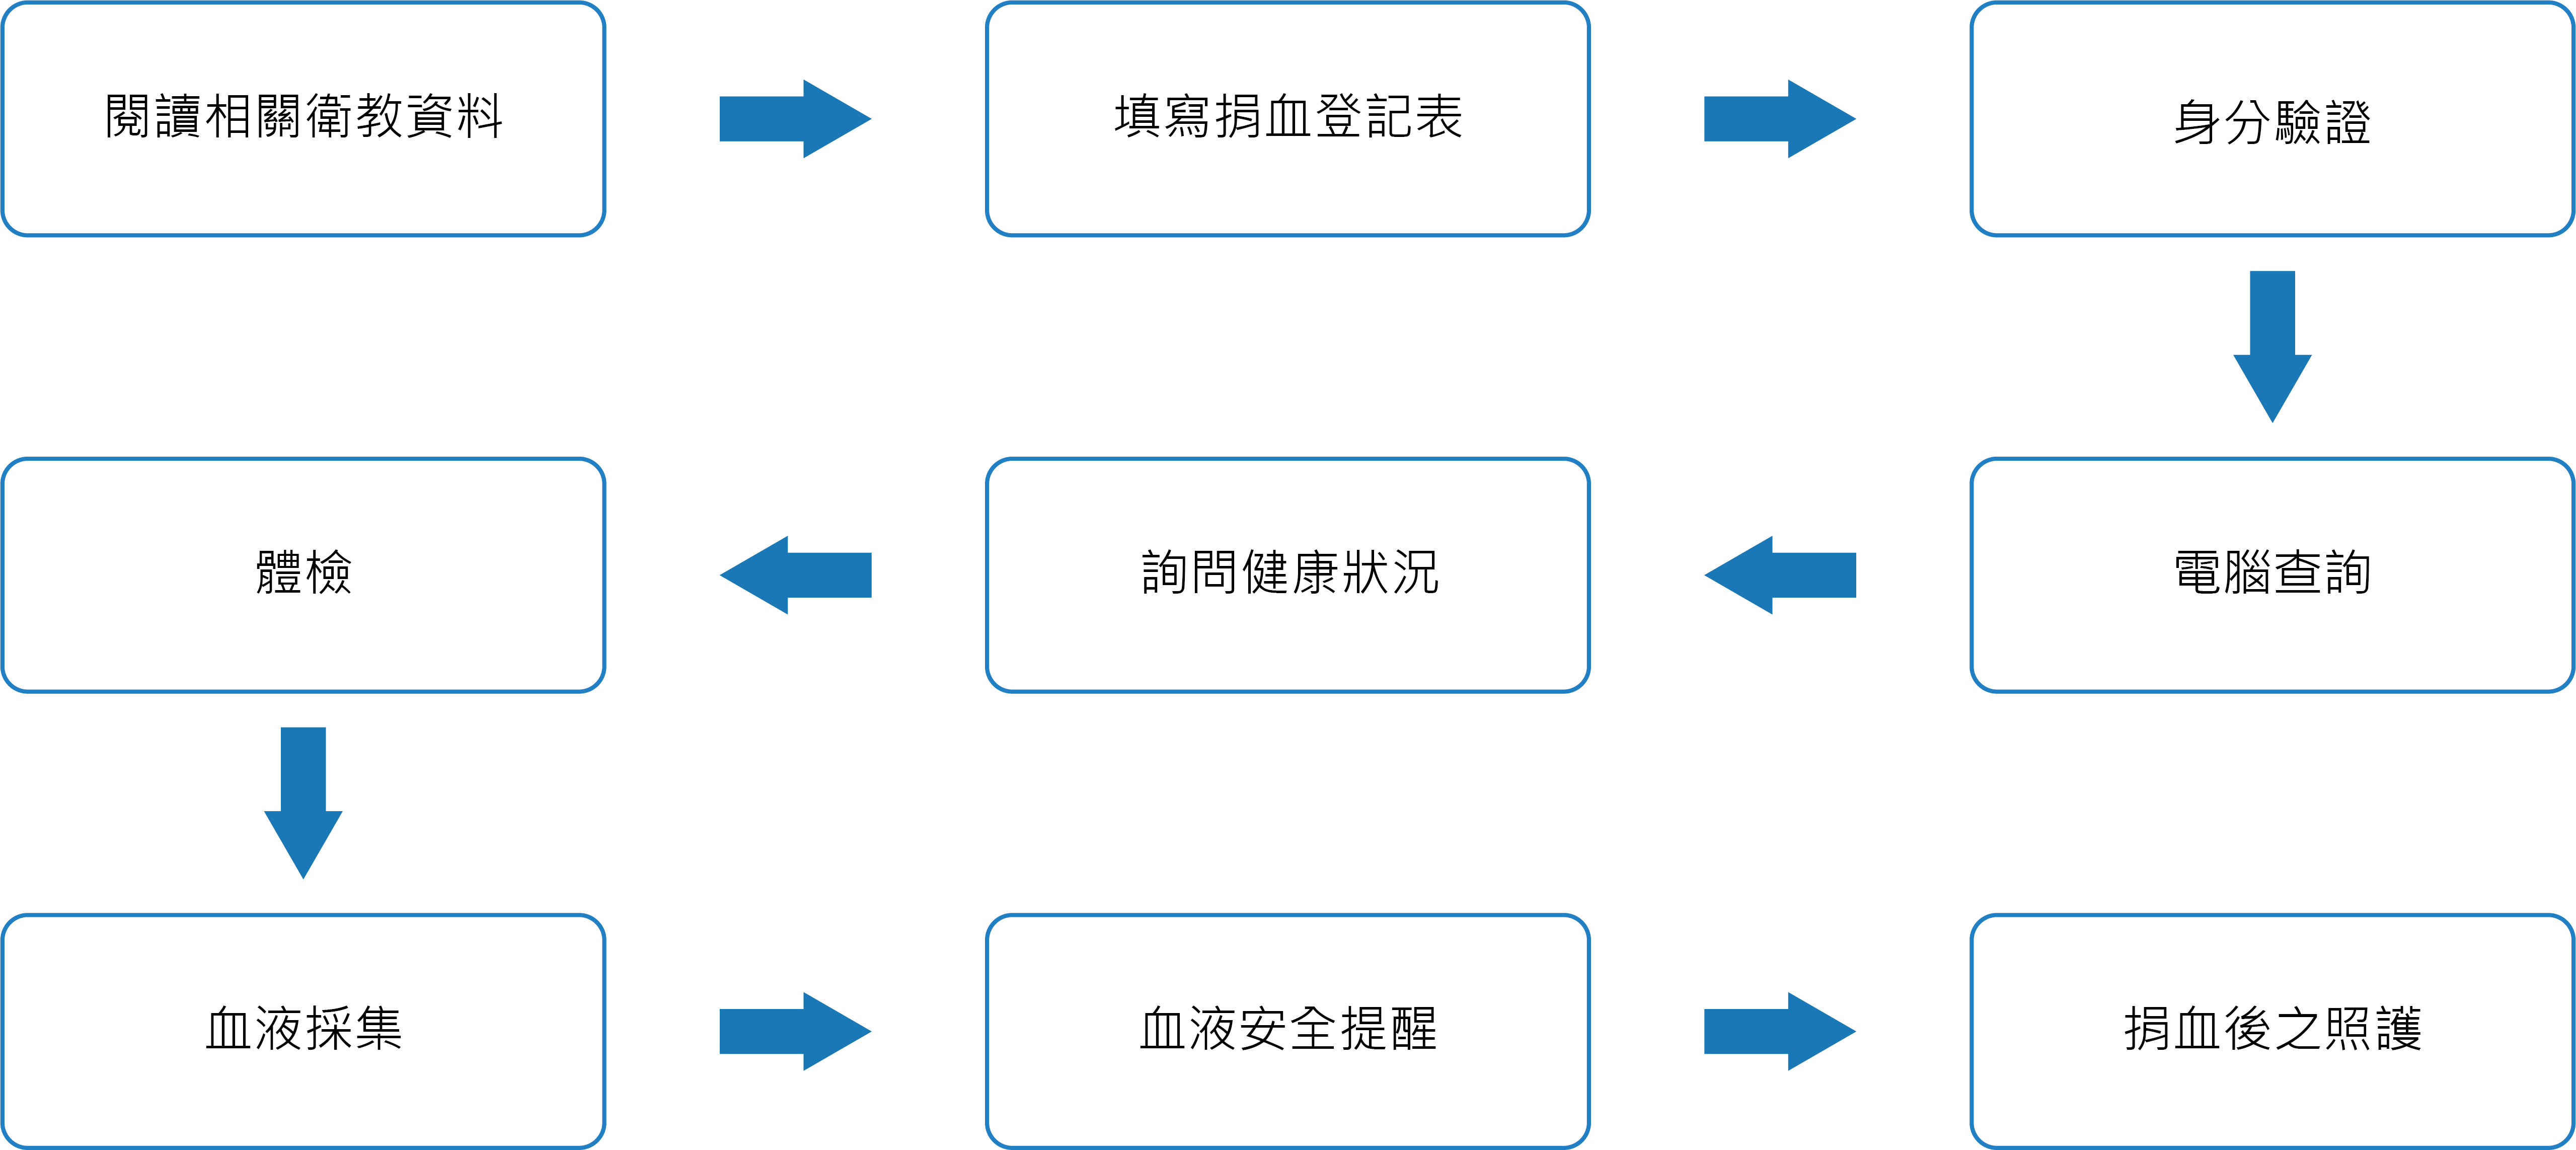 閱讀相關衛教資料
填寫捐血登記表
身分驗證
電腦查詢
詢問健康狀況
體檢
血液採集
血液安全提醒
捐血後之照護